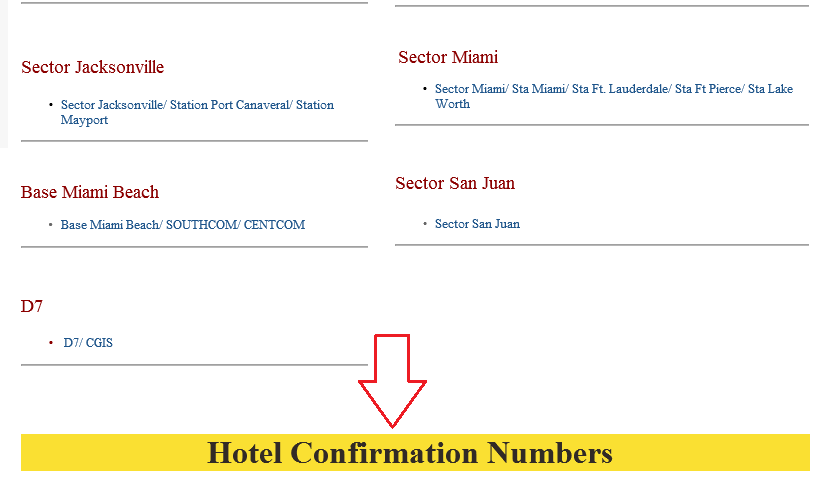 Sector Jacksonville
• Sector Jacksonville/ Station Port Canaveral/ Station
Mayport
Sector Miami
• Sector Miami/ Sta Miami/ Sta Ft. Lauderdale/ Sta Ft Pierce/ Sta Lake
Worth
Base Miami Beach
• Base Miami Beach/ SOUTHCOM/ CENTCOM
Sector San Juan
• Sector San Juan
D7
• D7/ CGIS
Hotel Confirmation Numbers